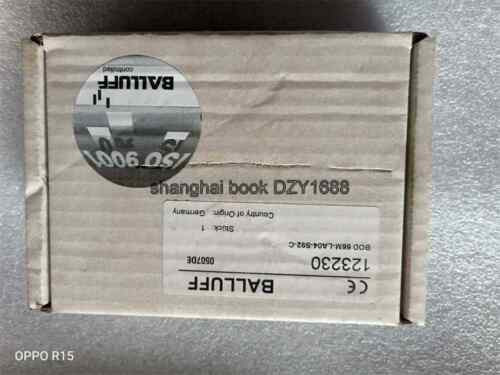 BALLUFF
controlled
ISO 9001
shanghai book DZY1688
BALLUFF
CE
123230
0507DE
BOD 66M-LA04-S92-C
Stück: 1
Country of Origin: Germany
OPPO R15